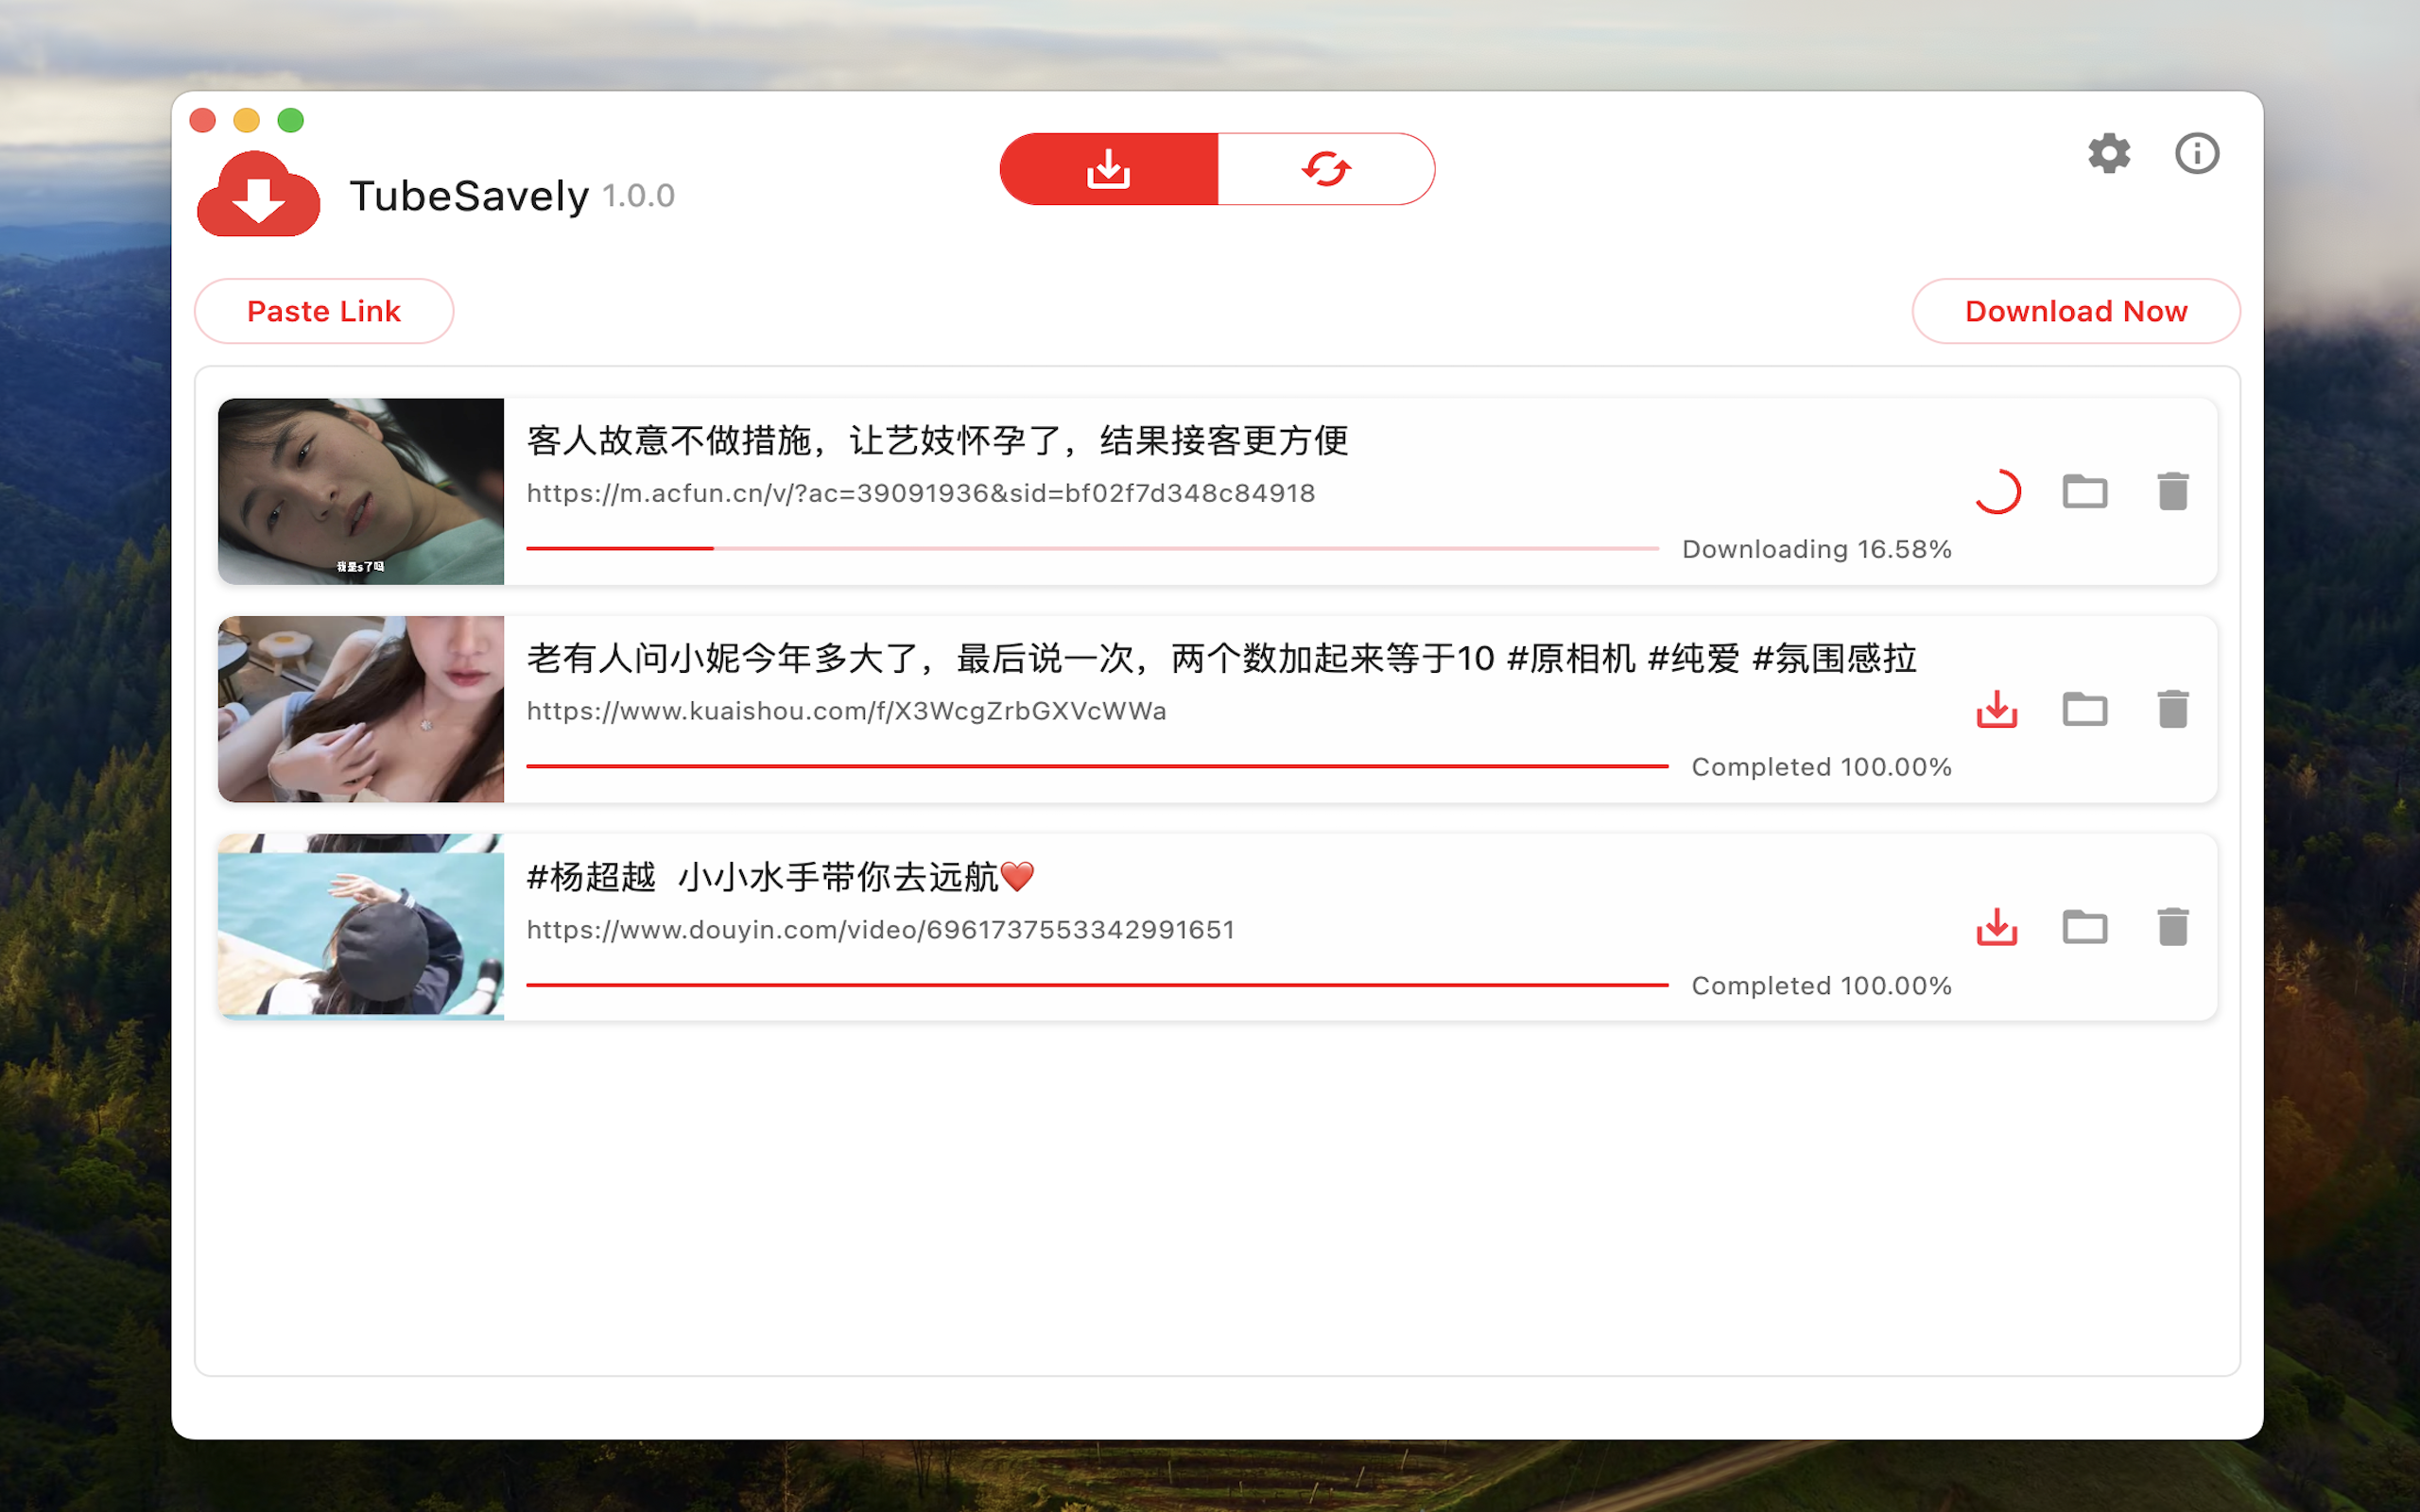 TubeSavely 1.0.0
Paste Link
Download Now
客人故意不做措施，让艺妓怀孕了，结果接客更方便
https://m.acfun.cn/v/?ac=39091936&sid=bf02f7d348c84918
Downloading 16.58%
我是s了吗
老有人问小妮今年多大了，最后说一次，两个数加起来等于10 #原相机 #纯爱 #氛围感拉
https://www.kuaishou.com/f/X3WcgZrbGXVcWWa
Completed 100.00%
#杨超越 小小水手带你去远航❤️
https://www.douyin.com/video/6961737553342991651
Completed 100.00%